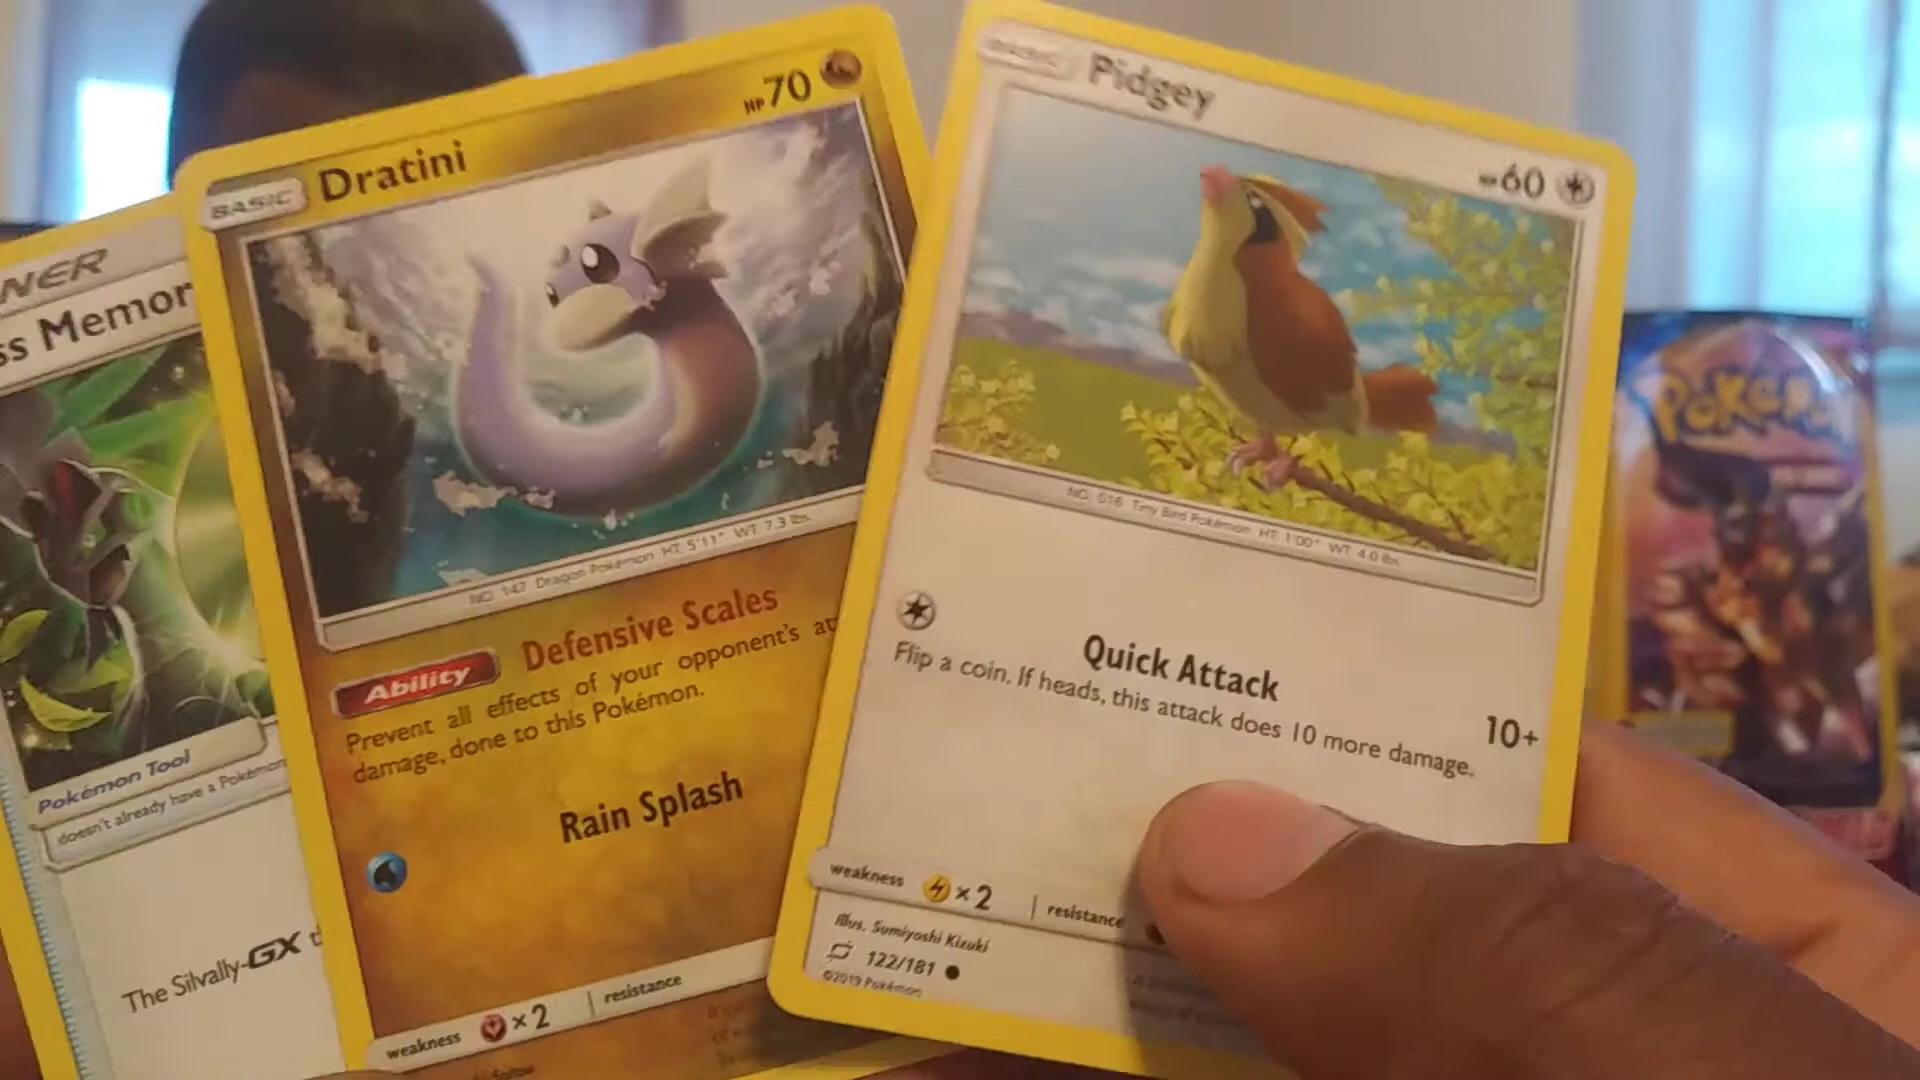 NER
ss Memor
Pokémon Tool
doesn't already have a Pokémon
The Silvally-GX t
BASIC
Dratini
HP70
NO. 147 Dragon Pokémon HT: 5'11" WT: 7.3 lbs.
Ability
Defensive Scales
Prevent all effects of your opponent's at
damage, done to this Pokémon.
Rain Splash
weakness ×2 resistance
BASIC
Pidgey
HP60
NO. 016 Tiny Bird Pokémon HT: 1'00" WT: 4.0 lbs.
Quick Attack
10+
Flip a coin. If heads, this attack does 10 more damage.
weakness ×2 resistance
Illus. Sumiyoshi Kizuki
122/181
©2019 Pokémon
POKéMON